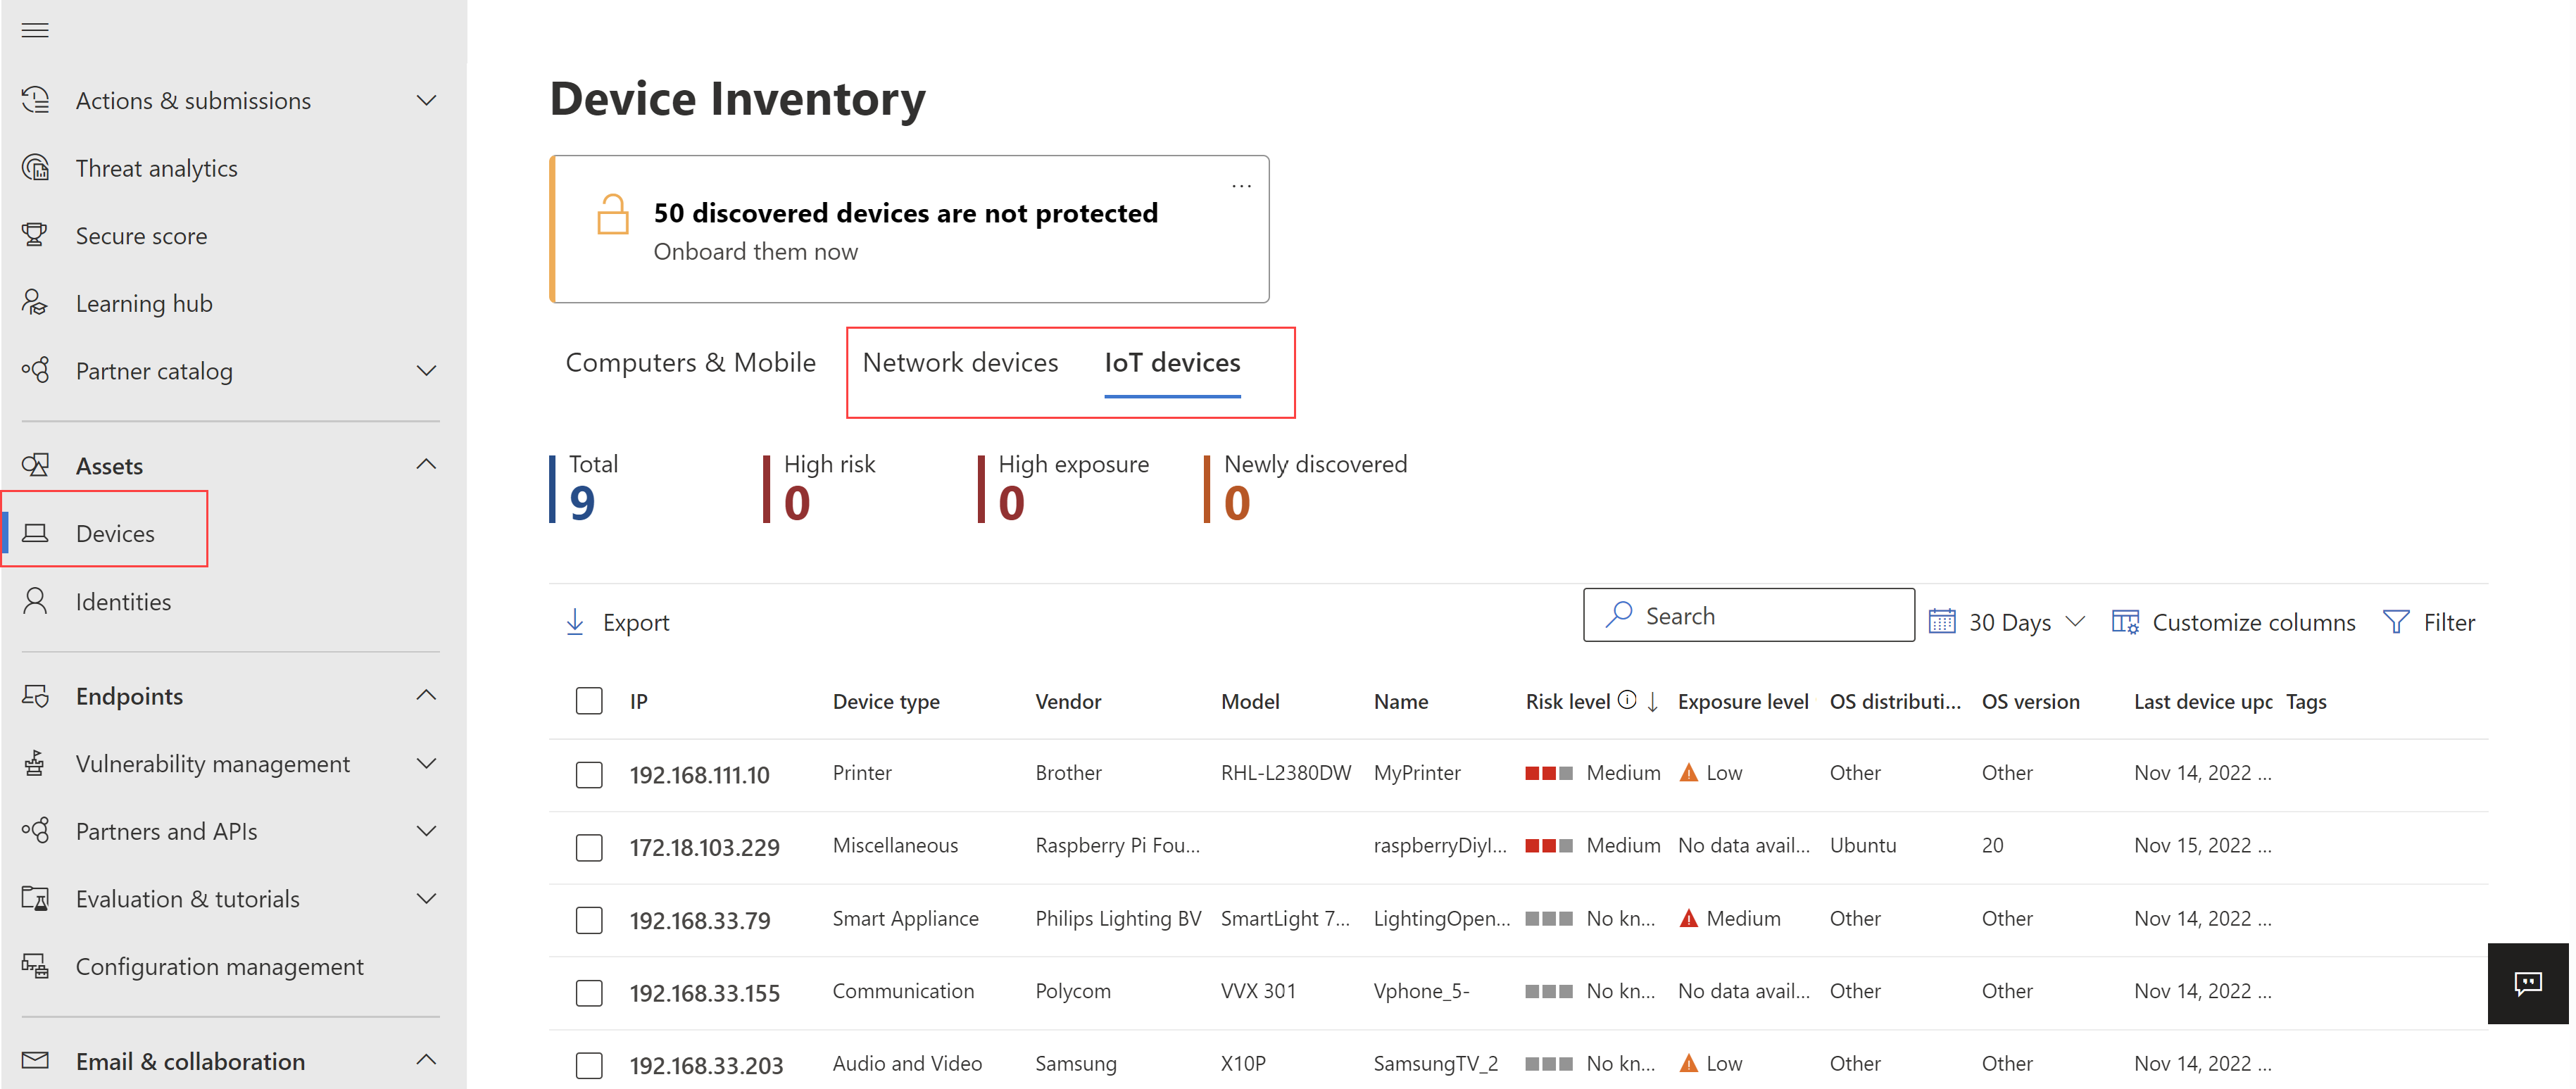 Actions & submissions
Threat analytics
Secure score
Learning hub
Partner catalog
Assets
Devices
Identities
Endpoints
Vulnerability management
Partners and APIs
Evaluation & tutorials
Configuration management
Email & collaboration
Device Inventory
...
50 discovered devices are not protected
Onboard them now
Computers & Mobile Network devices IoT devices
Total High risk High exposure Newly discovered
9 0 0 0
Export Search 30 Days Customize columns Filter
IP Device type Vendor Model Name Risk level Exposure level OS distributi... OS version Last device upd Tags
192.168.111.10 Printer Brother RHL-L2380DW MyPrinter Medium Low Other Other Nov 14, 2022 ...
172.18.103.229 Miscellaneous Raspberry Pi Fou... raspberryDiyI... Medium No data avail... Ubuntu 20 Nov 15, 2022 ...
192.168.33.79 Smart Appliance Philips Lighting BV SmartLight 7... LightingOpen... No kn... Medium Other Other Nov 14, 2022 ...
192.168.33.155 Communication Polycom VVX 301 Vphone_5- No kn... No data avail... Other Other Nov 14, 2022 ...
192.168.33.203 Audio and Video Samsung X10P SamsungTV_2 No kn... Low Other Other Nov 14, 2022 ...